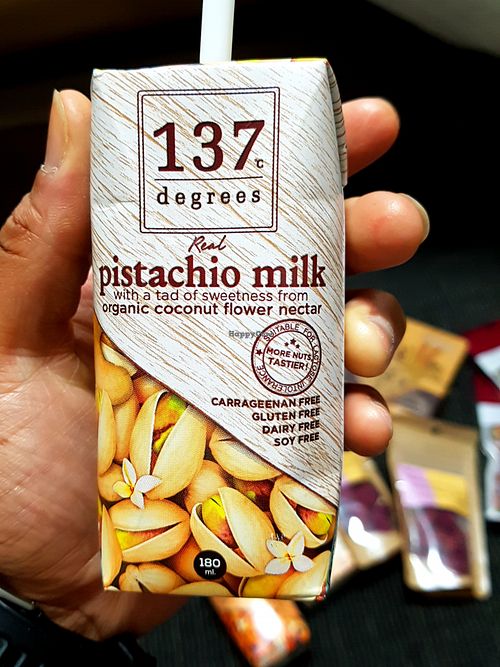 137
°C
degrees
Real
pistachio milk
with a tad of sweetness from
organic coconut flower nectar
SUITABLE FOR LACTOSE INTOLERANCE
MORE NUTS
TASTIER!
CARRAGEENAN FREE
GLUTEN FREE
DAIRY FREE
SOY FREE
180
ml.